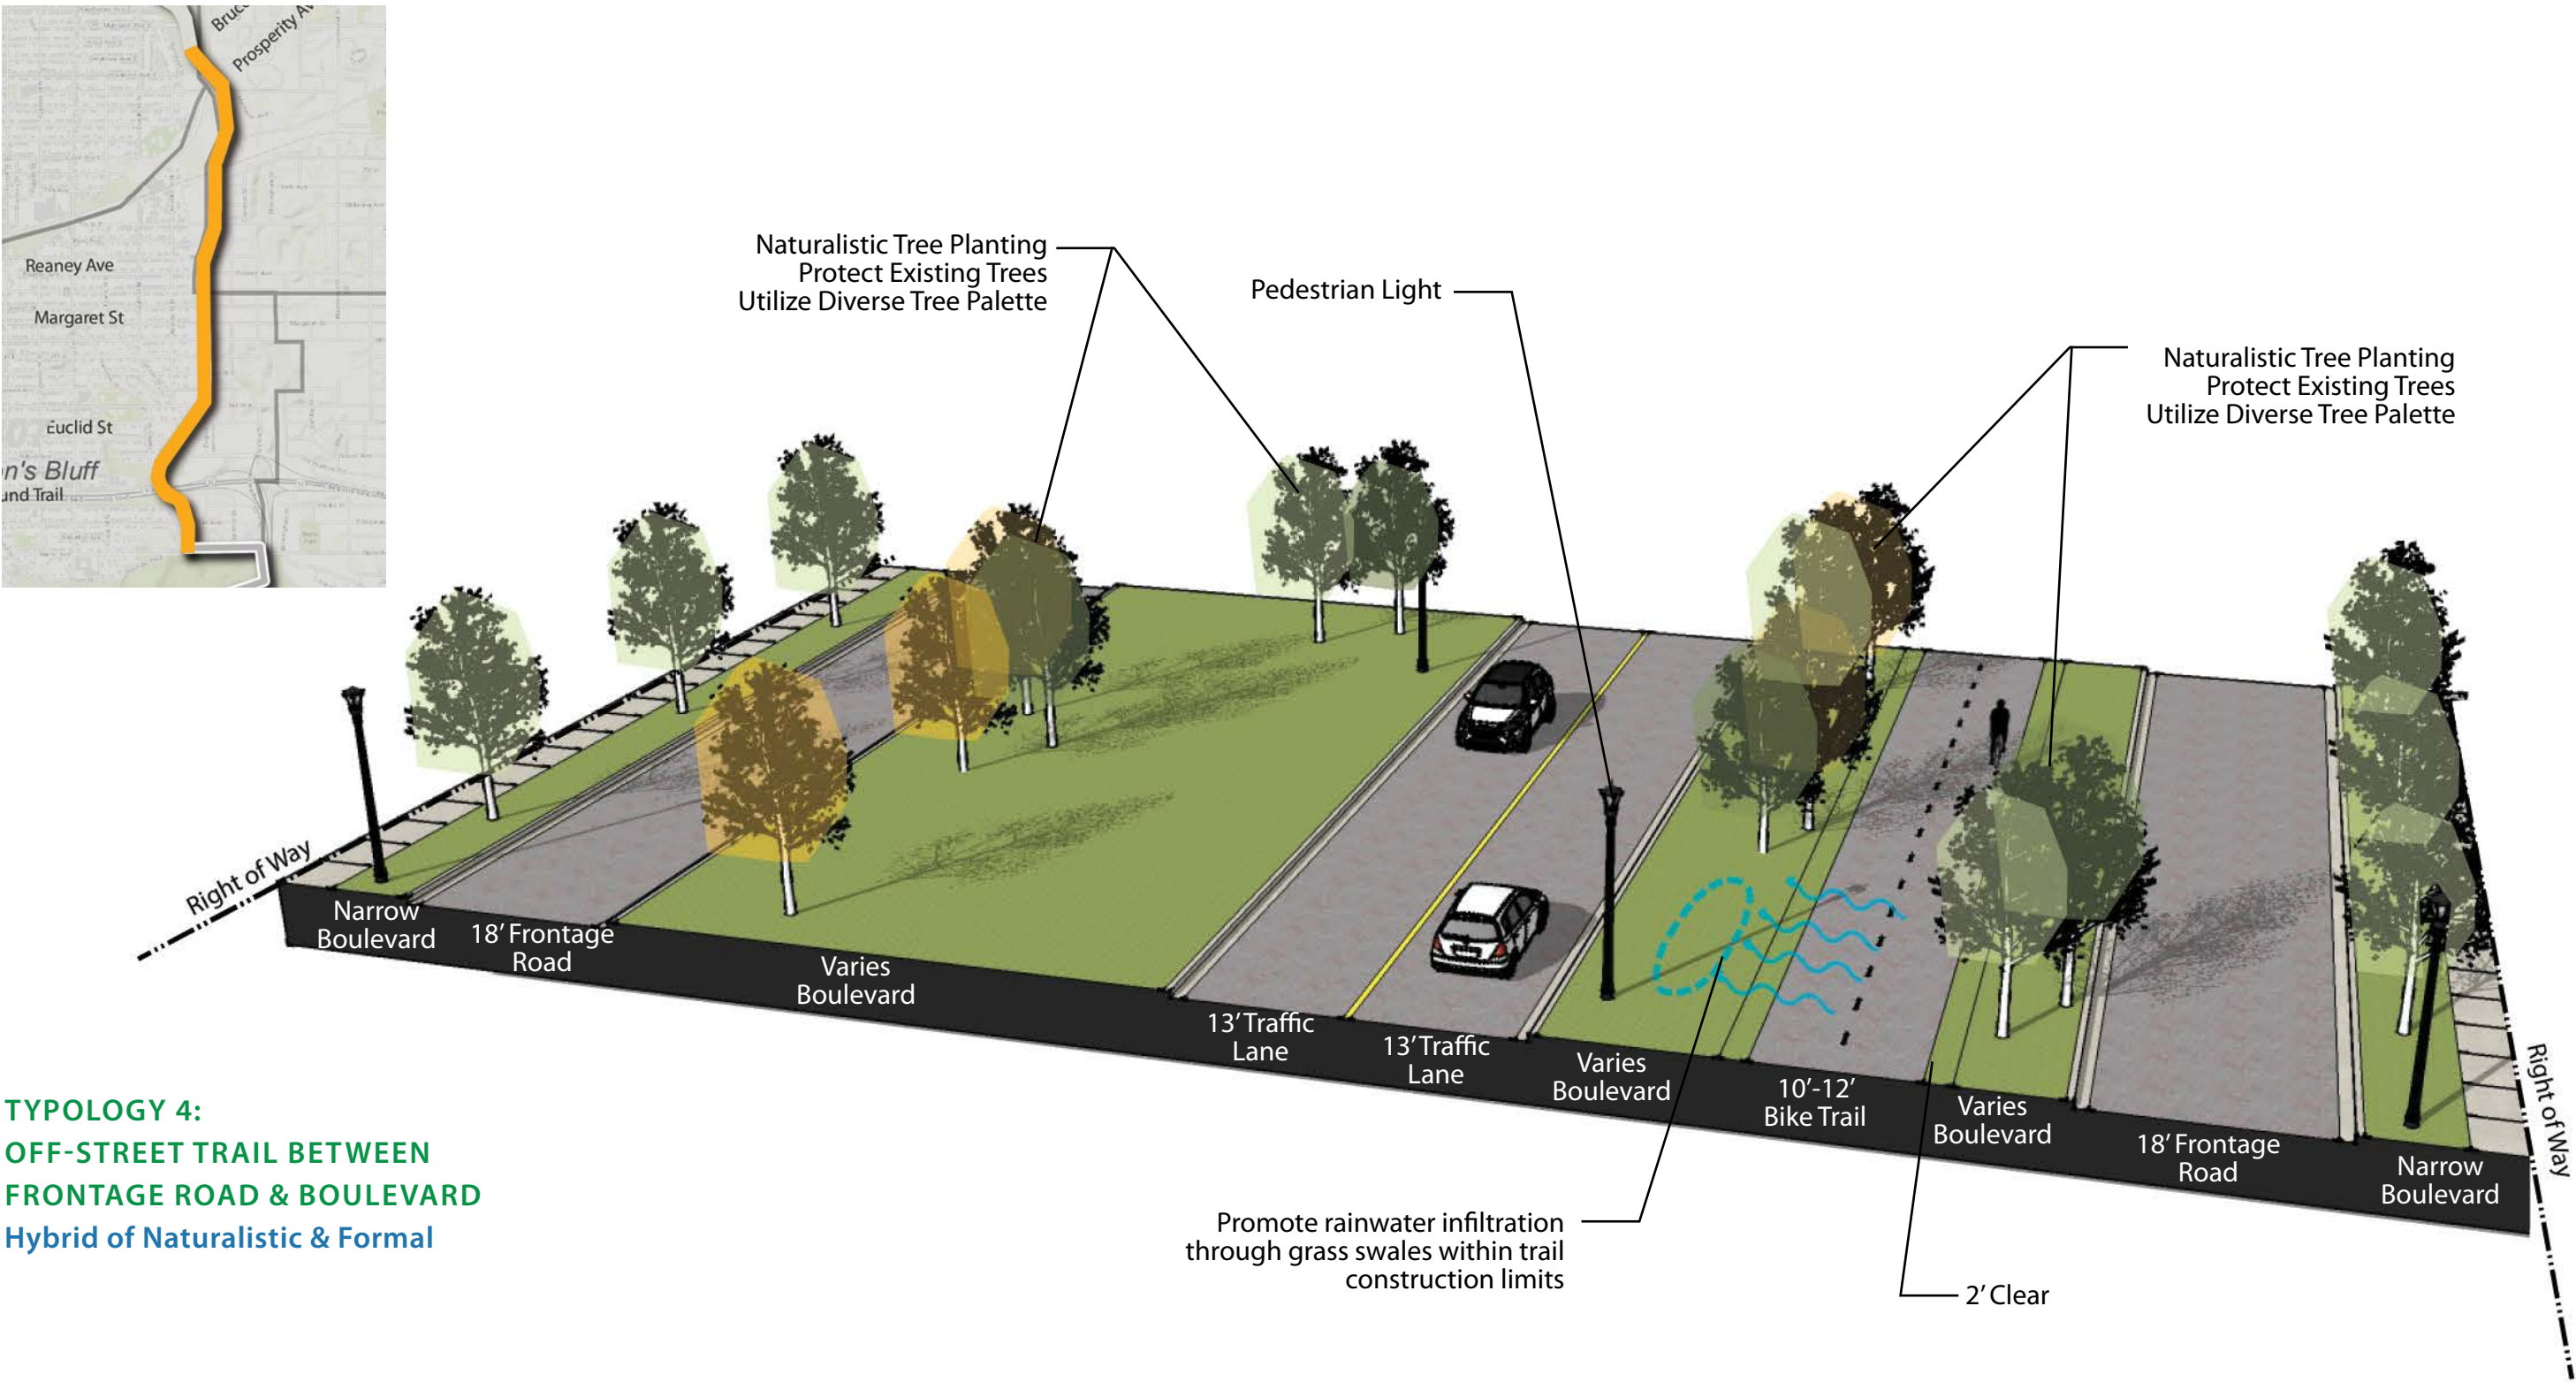 Bruce
Prosperity Av
Reaney Ave
Margaret St
Euclid St
n's Bluff
und Trail
Naturalistic Tree Planting
Protect Existing Trees
Utilize Diverse Tree Palette
Pedestrian Light
Naturalistic Tree Planting
Protect Existing Trees
Utilize Diverse Tree Palette
Right of Way
Narrow
Boulevard
18' Frontage
Road
Varies
Boulevard
13' Traffic
Lane
13' Traffic
Lane
Varies
Boulevard
10'-12'
Bike Trail
Varies
Boulevard
18' Frontage
Road
Narrow
Boulevard
Right of Way
Promote rainwater infiltration
through grass swales within trail
construction limits
2' Clear
TYPOLOGY 4:
OFF-STREET TRAIL BETWEEN
FRONTAGE ROAD & BOULEVARD
Hybrid of Naturalistic & Formal